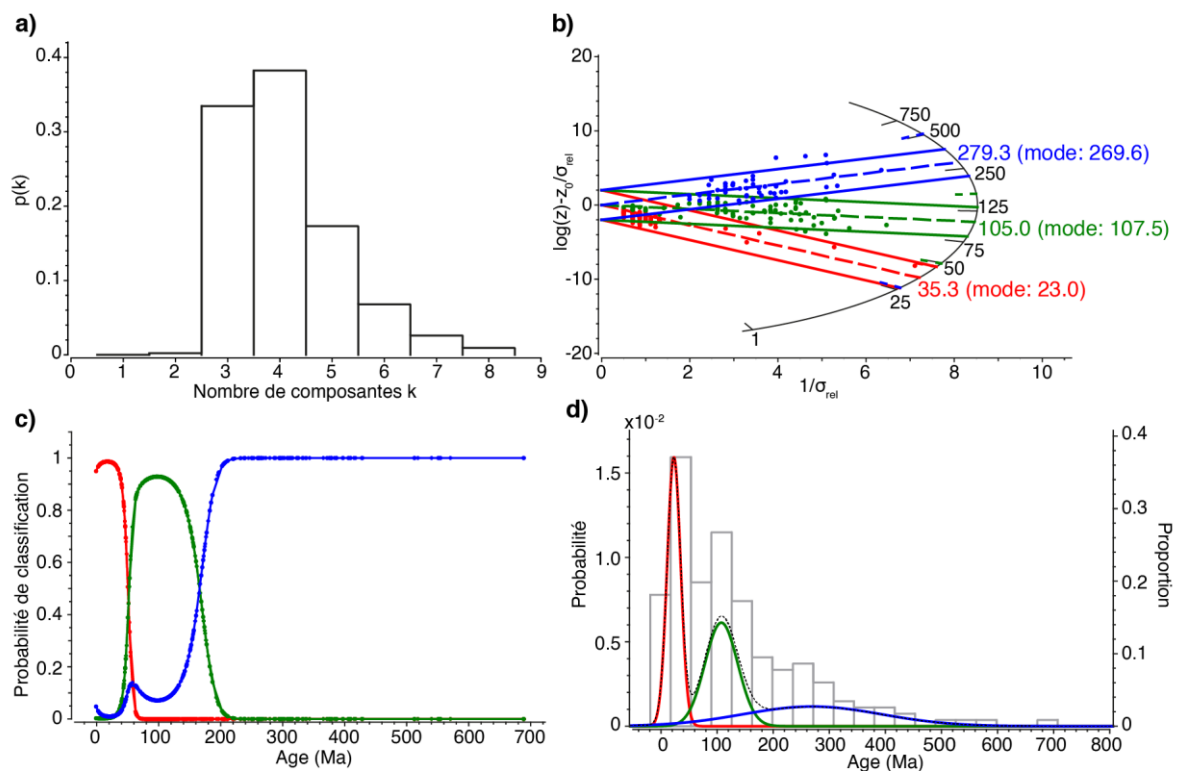 a)
0.4
0.3
0.2
0.1
0
p(k)
0 1 2 3 4 5 6 7 8 9
Nombre de composantes k
b)
20
10
0
-10
-20
log(z)-z0/σrel
0 2 4 6 8 10
1/σrel
750
500
279.3 (mode: 269.6)
250
125
105.0 (mode: 107.5)
75
50
35.3 (mode: 23.0)
25
1
c)
1
0.8
0.6
0.4
0.2
0
Probabilité de classification
0 100 200 300 400 500 600 700
Age (Ma)
d)
x10-2
1.5
1.0
0.5
0
Probabilité
0.4
0.3
0.2
0.1
0
Proportion
0 100 200 300 400 500 600 700 800
Age (Ma)